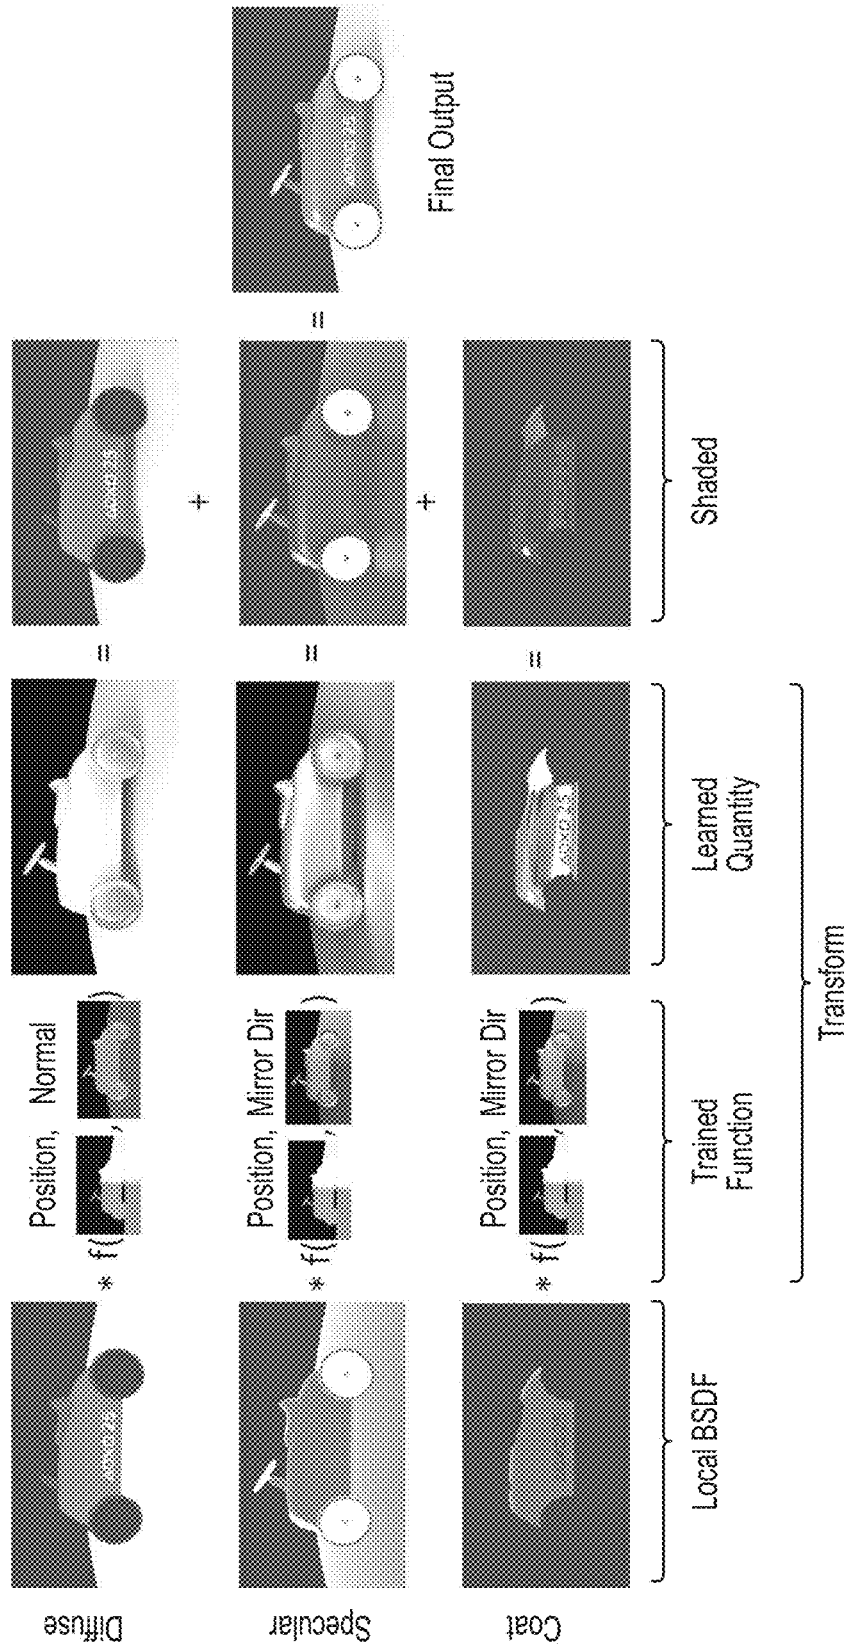 Diffuse
* f( Position, Normal )
=
+
Specular
* f( Position, Mirror Dir )
=
=
Final Output
+
Coat
* f( Position, Mirror Dir )
=
Local BSDF
Trained
Function
Learned
Quantity
Shaded
Transform